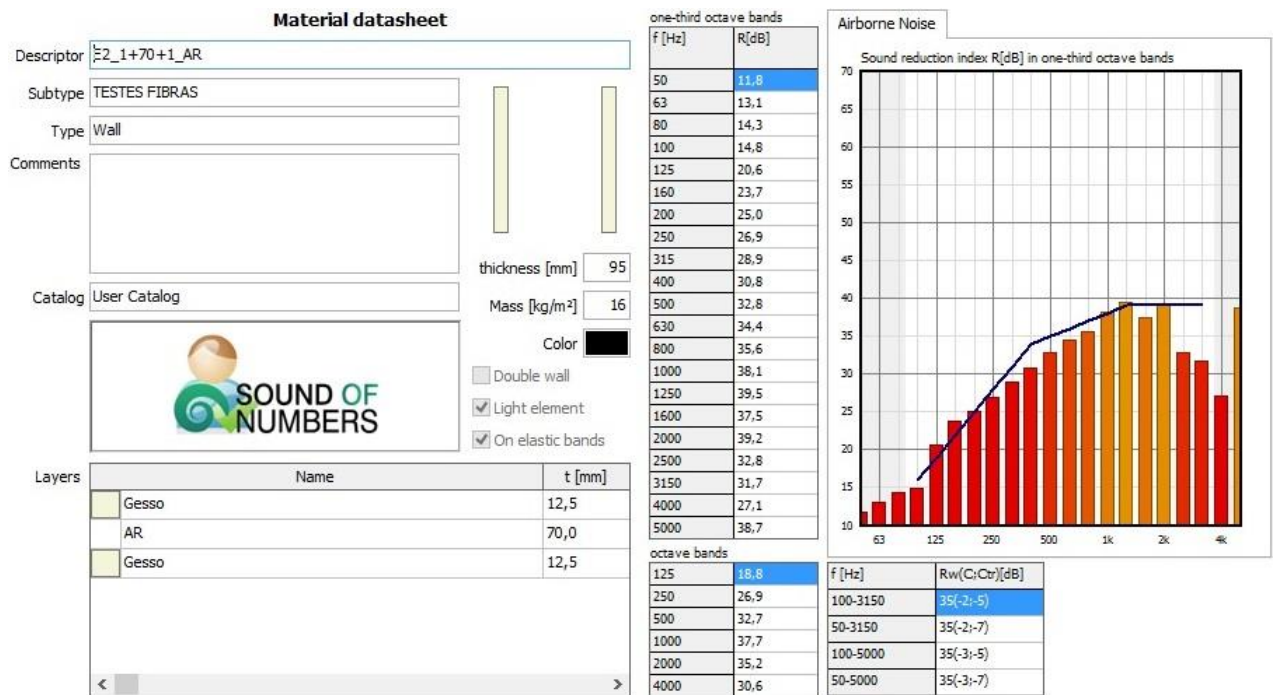 Material datasheet
Descriptor E2_1+70+1_AR
Subtype TESTES FIBRAS
Type Wall
Comments
thickness [mm] 95
Catalog User Catalog
Mass [kg/m²] 16
Color
SOUND OF
NUMBERS
Double wall
Light element
On elastic bands
Layers Name t [mm]
Gesso 12,5
AR 70,0
Gesso 12,5
one-third octave bands
f [Hz] R[dB]
50 11,8
63 13,1
80 14,3
100 14,8
125 20,6
160 23,7
200 25,0
250 26,9
315 28,9
400 30,8
500 32,8
630 34,4
800 35,6
1000 38,1
1250 39,5
1600 37,5
2000 39,2
2500 32,8
3150 31,7
4000 27,1
5000 38,7
octave bands
125 18,8
250 26,9
500 32,7
1000 37,7
2000 35,2
4000 30,6
Airborne Noise
Sound reduction index R[dB] in one-third octave bands
70
65
60
55
50
45
40
35
30
25
20
15
10
63 125 250 500 1k 2k 4k
f [Hz] Rw(C;Ctr)[dB]
100-3150 35(-2;-5)
50-3150 35(-2;-7)
100-5000 35(-3;-5)
50-5000 35(-3;-7)